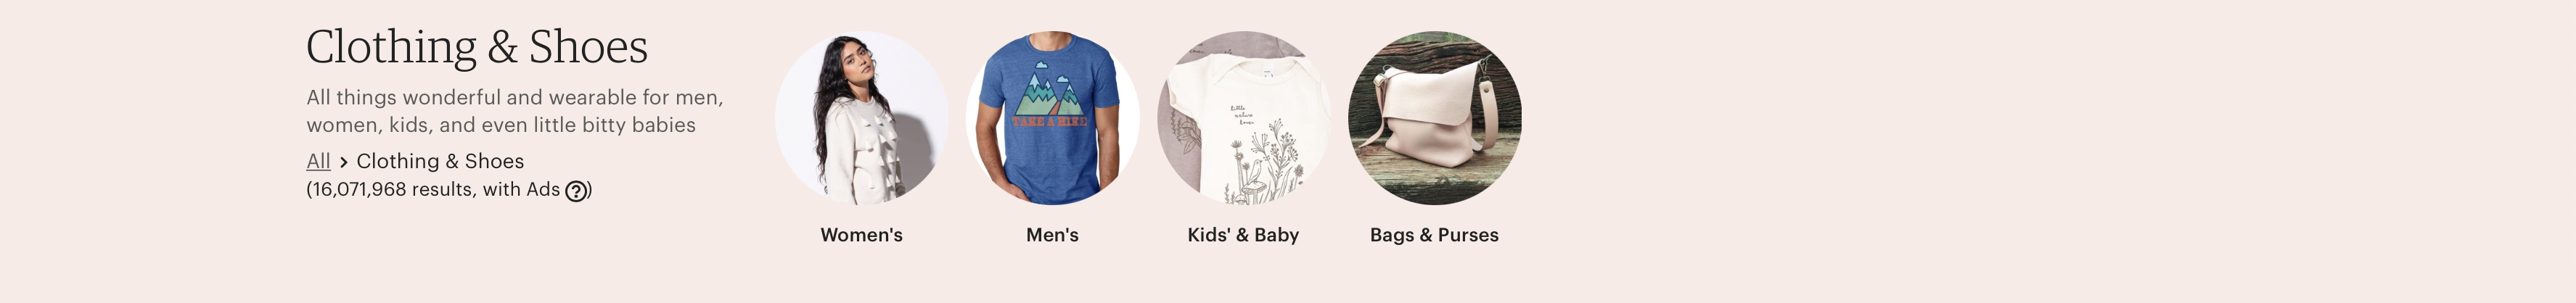 Clothing & Shoes
All things wonderful and wearable for men,
women, kids, and even little bitty babies
All > Clothing & Shoes
(16,071,968 results, with Ads ?)
TAKE A HIKE
little
nature
lover
Women's
Men's
Kids' & Baby
Bags & Purses